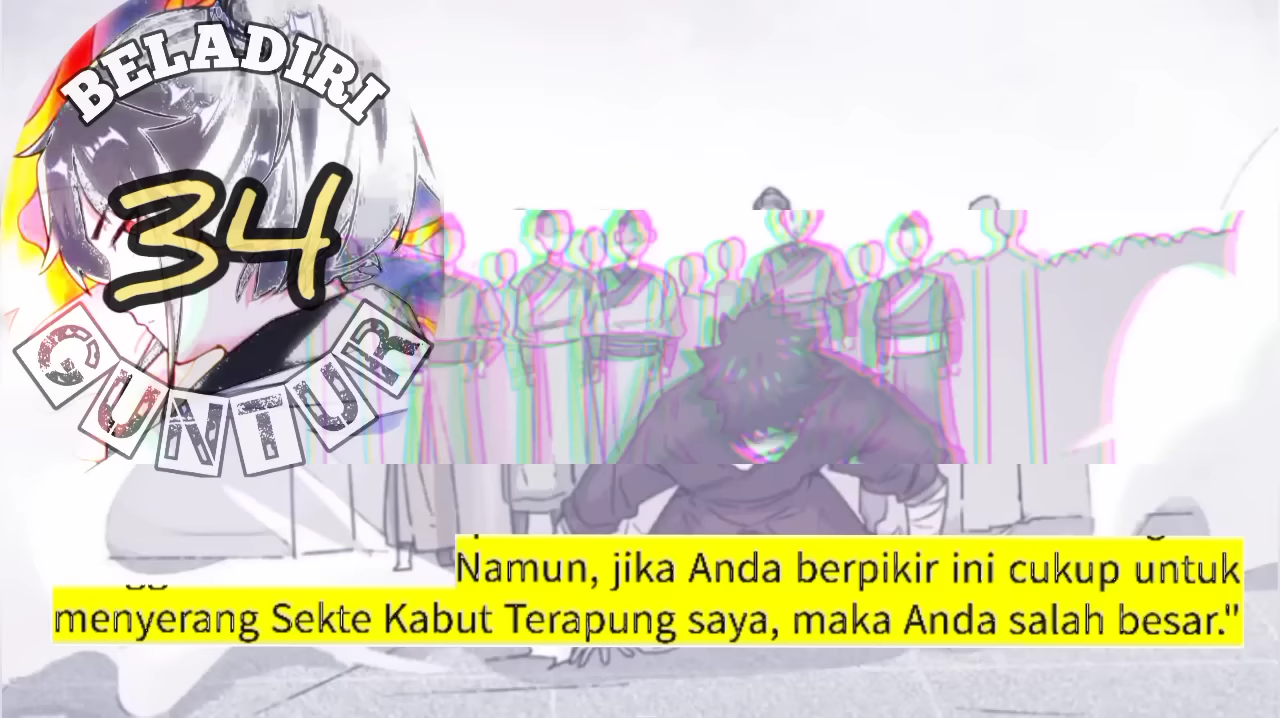 BELADIRI
34
GUNTUR
Namun, jika Anda berpikir ini cukup untuk
menyerang Sekte Kabut Terapung saya, maka Anda salah besar."